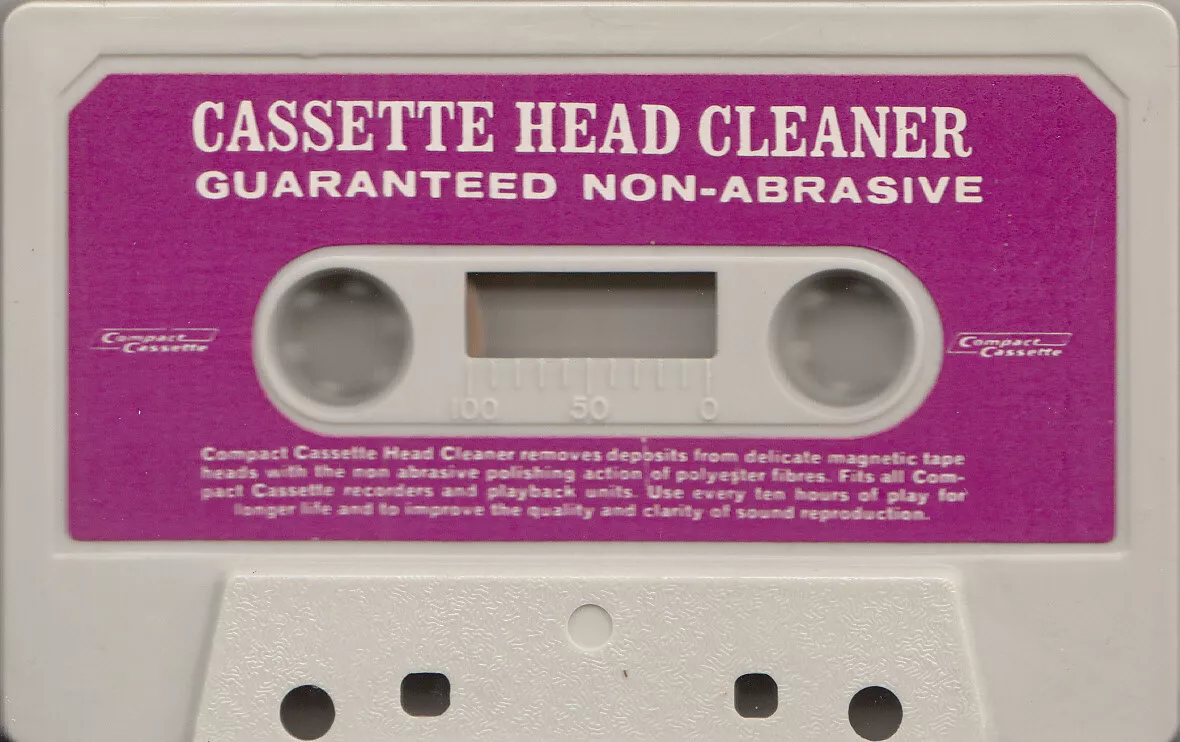 CASSETTE HEAD CLEANER
GUARANTEED NON-ABRASIVE
Compact
Cassette
Compact
Cassette
100 50 0
Compact Cassette Head Cleaner removes deposits from delicate magnetic tape
heads with the non abrasive polishing action of polyester fibres. Fits all Com-
pact Cassette recorders and playback units. Use every ten hours of play for
longer life and to improve the quality and clarity of sound reproduction.